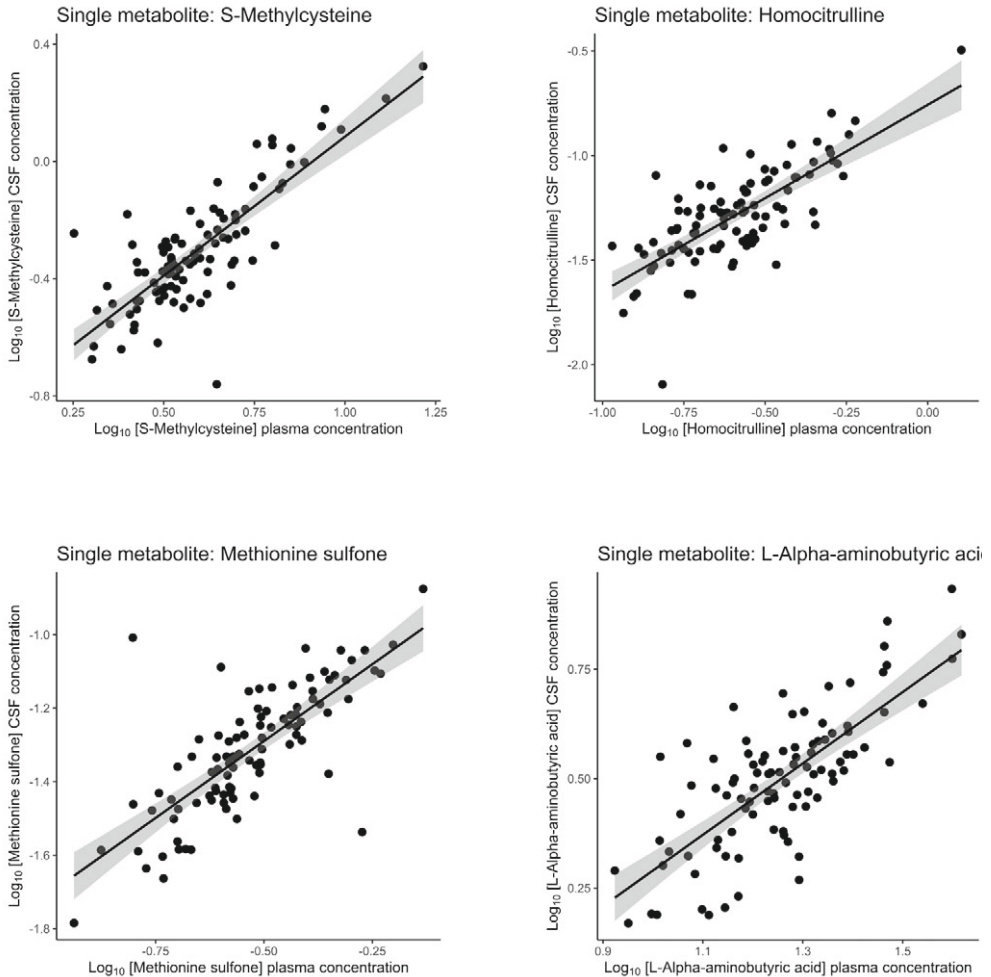 Single metabolite: S-Methylcysteine
0.4
0.0
-0.4
-0.8
Log10 [S-Methylcysteine] CSF concentration
0.25 0.50 0.75 1.00 1.25
Log10 [S-Methylcysteine] plasma concentration
Single metabolite: Homocitrulline
-0.5
-1.0
-1.5
-2.0
Log10 [Homocitrulline] CSF concentration
-1.00 -0.75 -0.50 -0.25 0.00
Log10 [Homocitrulline] plasma concentration
Single metabolite: Methionine sulfone
-1.0
-1.2
-1.4
-1.6
-1.8
Log10 [Methionine sulfone] CSF concentration
-0.75 -0.50 -0.25
Log10 [Methionine sulfone] plasma concentration
Single metabolite: L-Alpha-aminobutyric acid
0.75
0.50
0.25
Log10 [L-Alpha-aminobutyric acid] CSF concentration
0.9 1.1 1.3 1.5
Log10 [L-Alpha-aminobutyric acid] plasma concentration